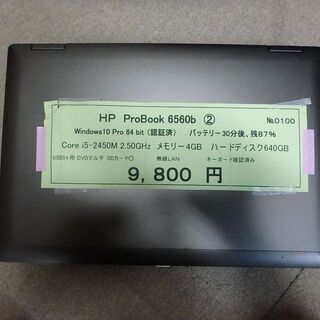 HP ProBook 6560b ② №0100
Windows10 Pro 64 bit (認証済) バッテリー30分後、残87%
Core i5-2450M 2.50GHz メモリー4GB ハードディスク640GB
USB5ヶ所 DVDマルチ SDカード〇 無線LAN キーボード確認済み
9,800 円